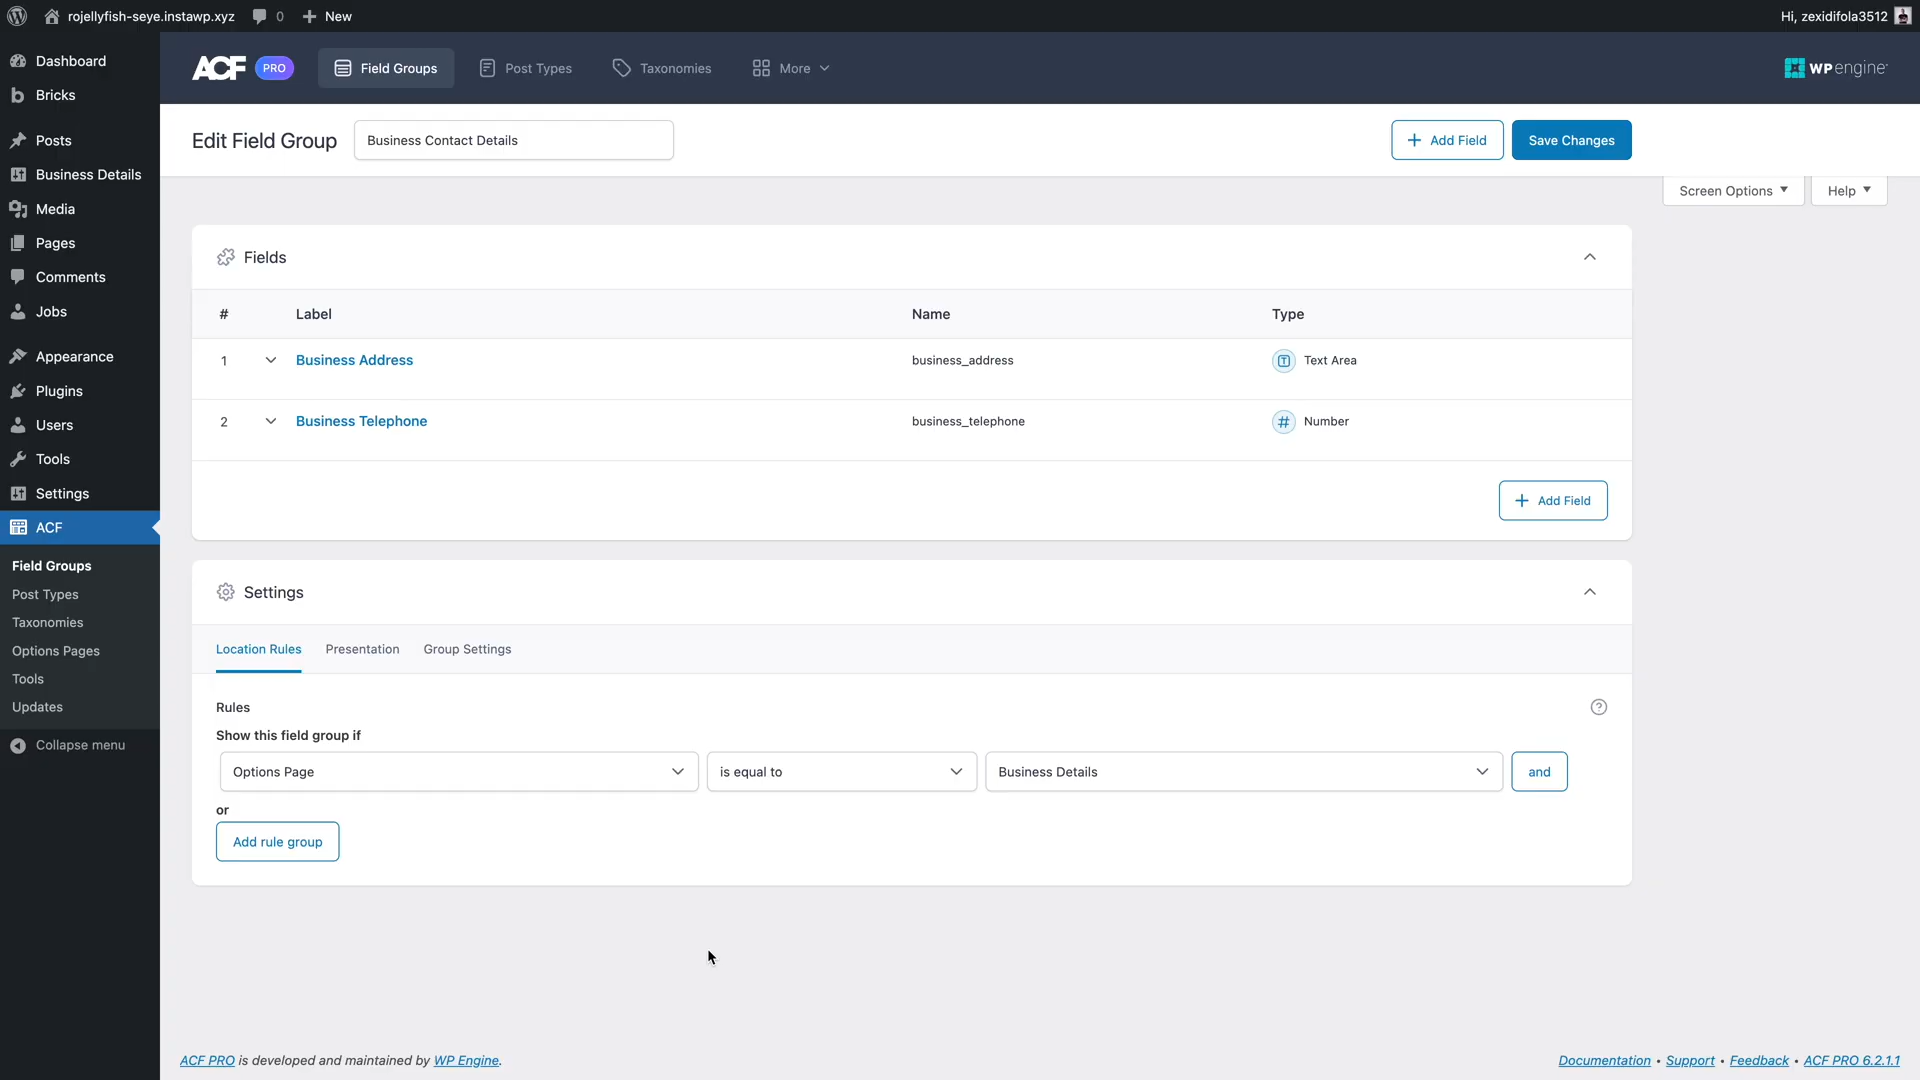 rojellyfish-seye.instawp.xyz
0
New
Hi, zexidifola3512
Dashboard
Bricks
Posts
Business Details
Media
Pages
Comments
Jobs
Appearance
Plugins
Users
Tools
Settings
ACF
Field Groups
Post Types
Taxonomies
Options Pages
Tools
Updates
Collapse menu
ACF PRO
Field Groups
Post Types
Taxonomies
More
WP engine
Edit Field Group
Business Contact Details
Add Field
Save Changes
Screen Options
Help
Fields
# Label Name Type
1 Business Address business_address Text Area
2 Business Telephone business_telephone # Number
Add Field
Settings
Location Rules Presentation Group Settings
Rules
Show this field group if
Options Page is equal to Business Details and
or
Add rule group
ACF PRO is developed and maintained by WP Engine.
Documentation • Support • Feedback • ACF PRO 6.2.1.1